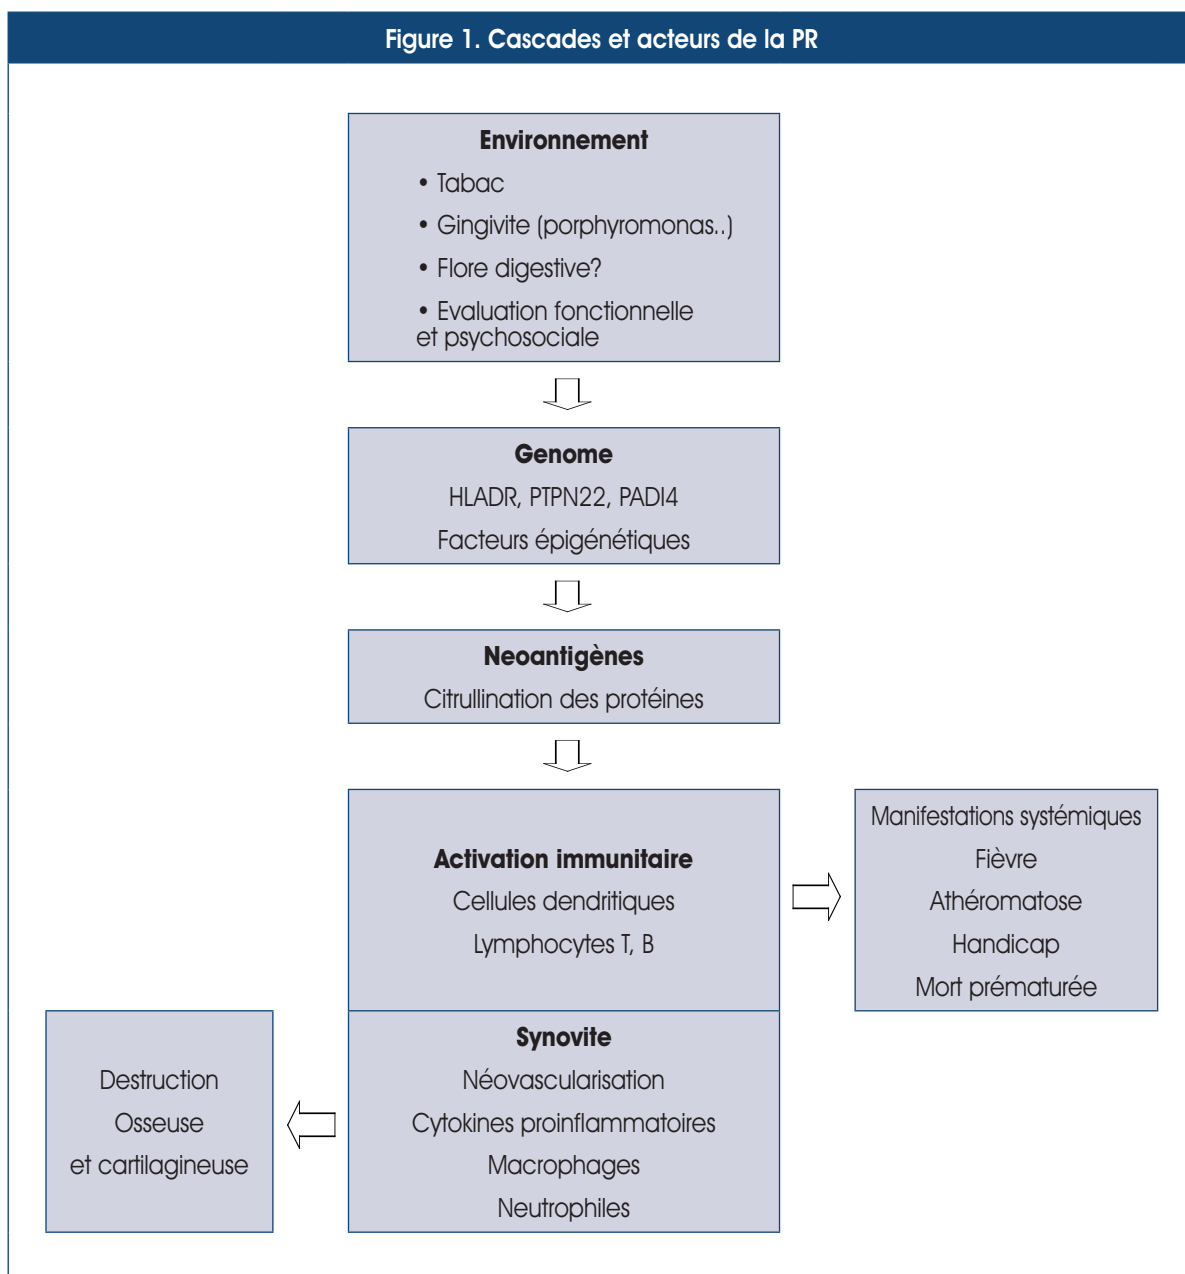 Figure 1. Cascades et acteurs de la PR
Environnement
• Tabac
• Gingivite (porphyromonas..)
• Flore digestive?
• Evaluation fonctionnelle
et psychosociale
Genome
HLADR, PTPN22, PADI4
Facteurs épigénétiques
Neoantigènes
Citrullination des protéines
Activation immunitaire
Cellules dendritiques
Lymphocytes T, B
Manifestations systémiques
Fièvre
Athéromatose
Handicap
Mort prématurée
Destruction
Osseuse
et cartilagineuse
Synovite
Néovascularisation
Cytokines proinflammatoires
Macrophages
Neutrophiles